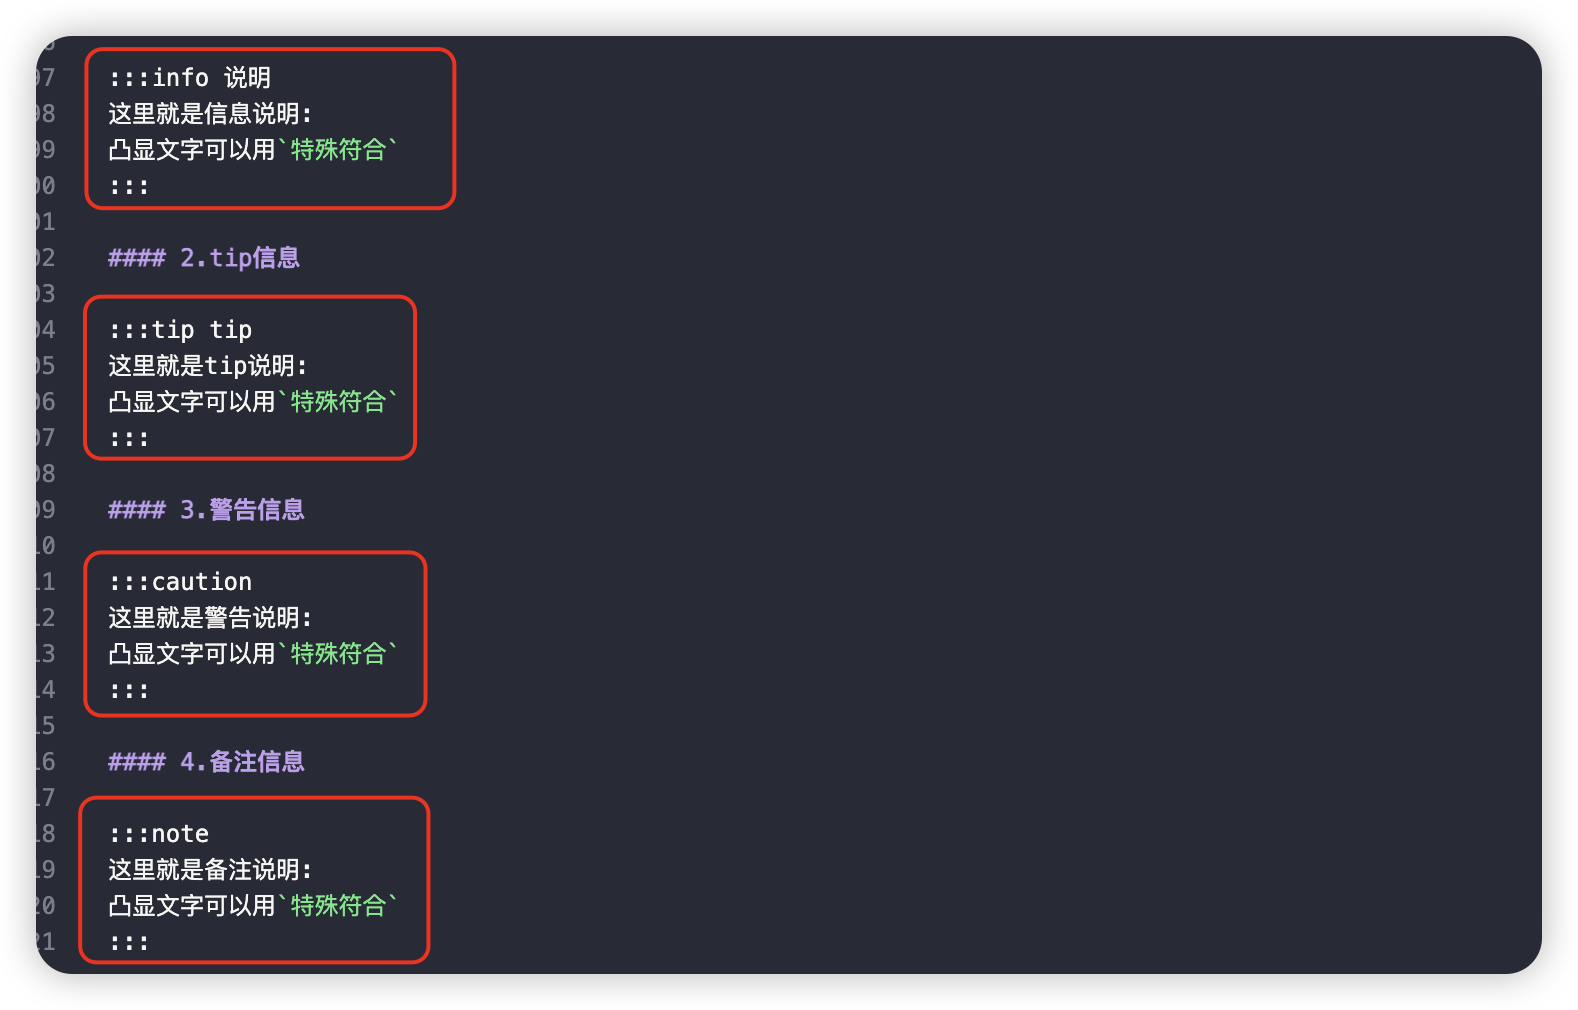 97 :::info 说明
98 这里就是信息说明:
99 凸显文字可以用`特殊符合`
00 :::
01
02 #### 2.tip信息
03
04 :::tip tip
05 这里就是tip说明:
06 凸显文字可以用`特殊符合`
07 :::
08
09 #### 3.警告信息
10
11 :::caution
12 这里就是警告说明:
13 凸显文字可以用`特殊符合`
14 :::
15
16 #### 4.备注信息
17
18 :::note
19 这里就是备注说明:
20 凸显文字可以用`特殊符合`
21 :::